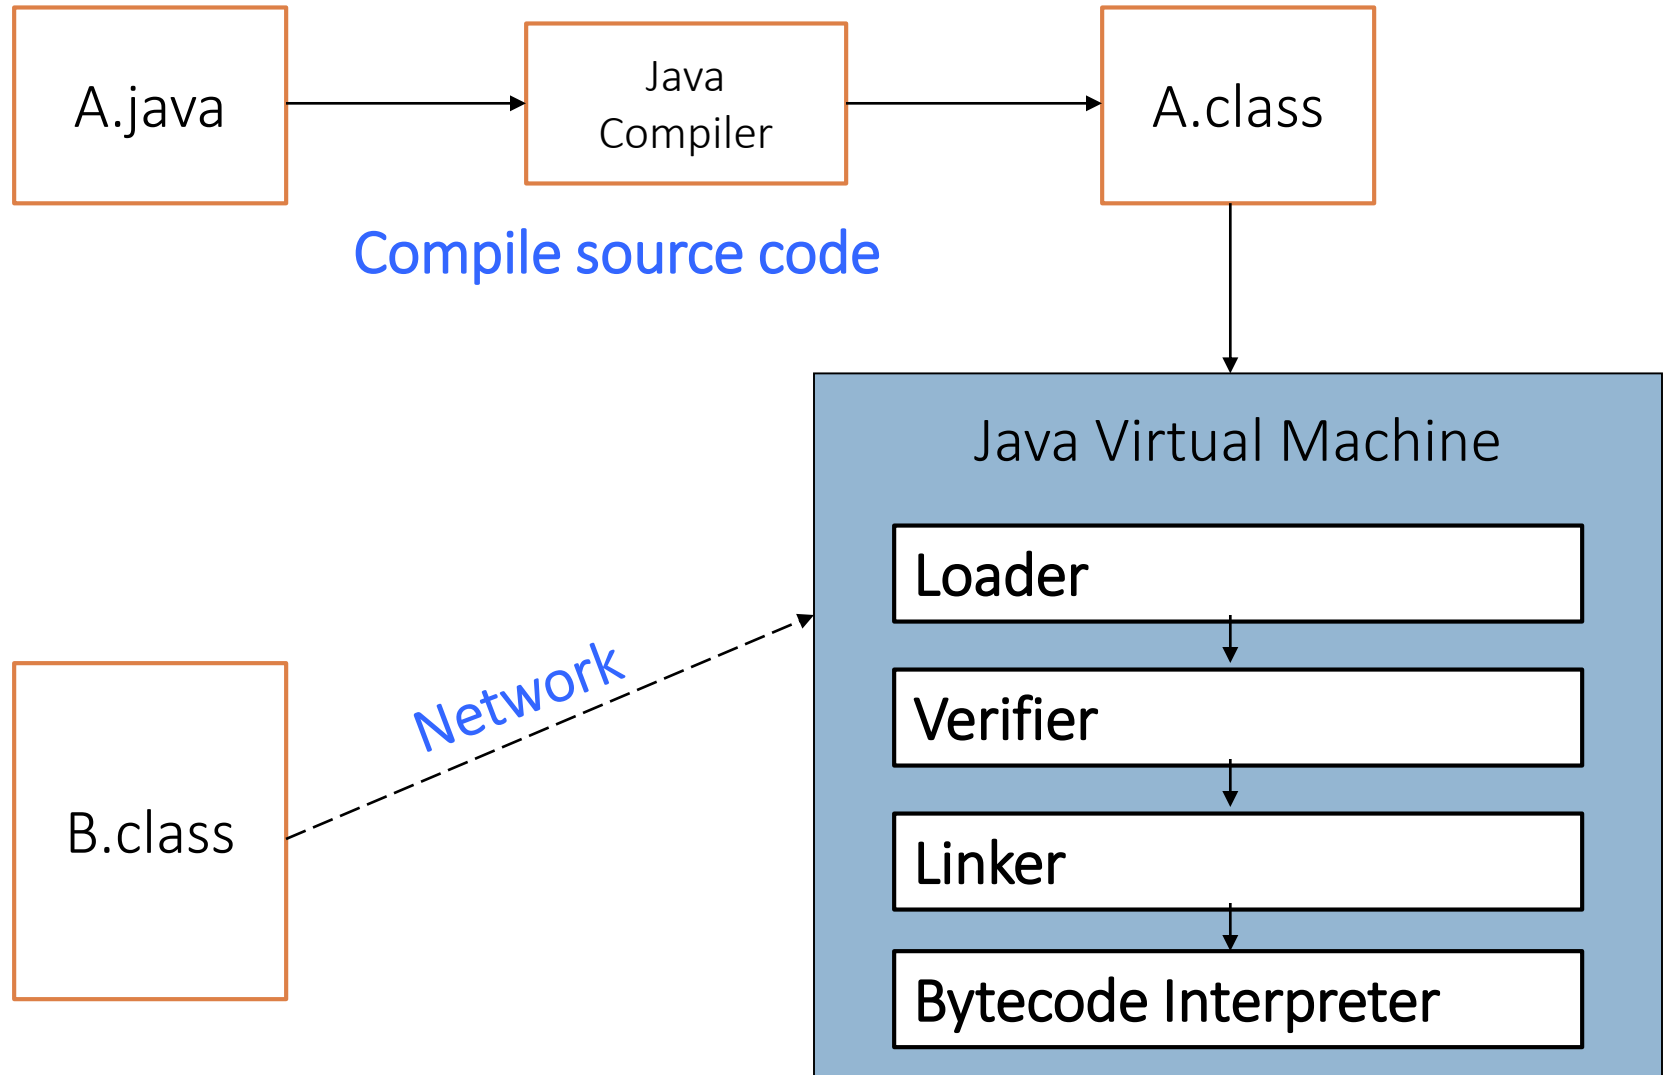 A.java
Java
Compiler
A.class
Compile source code
Java Virtual Machine
Loader
Network
Verifier
B.class
Linker
Bytecode Interpreter